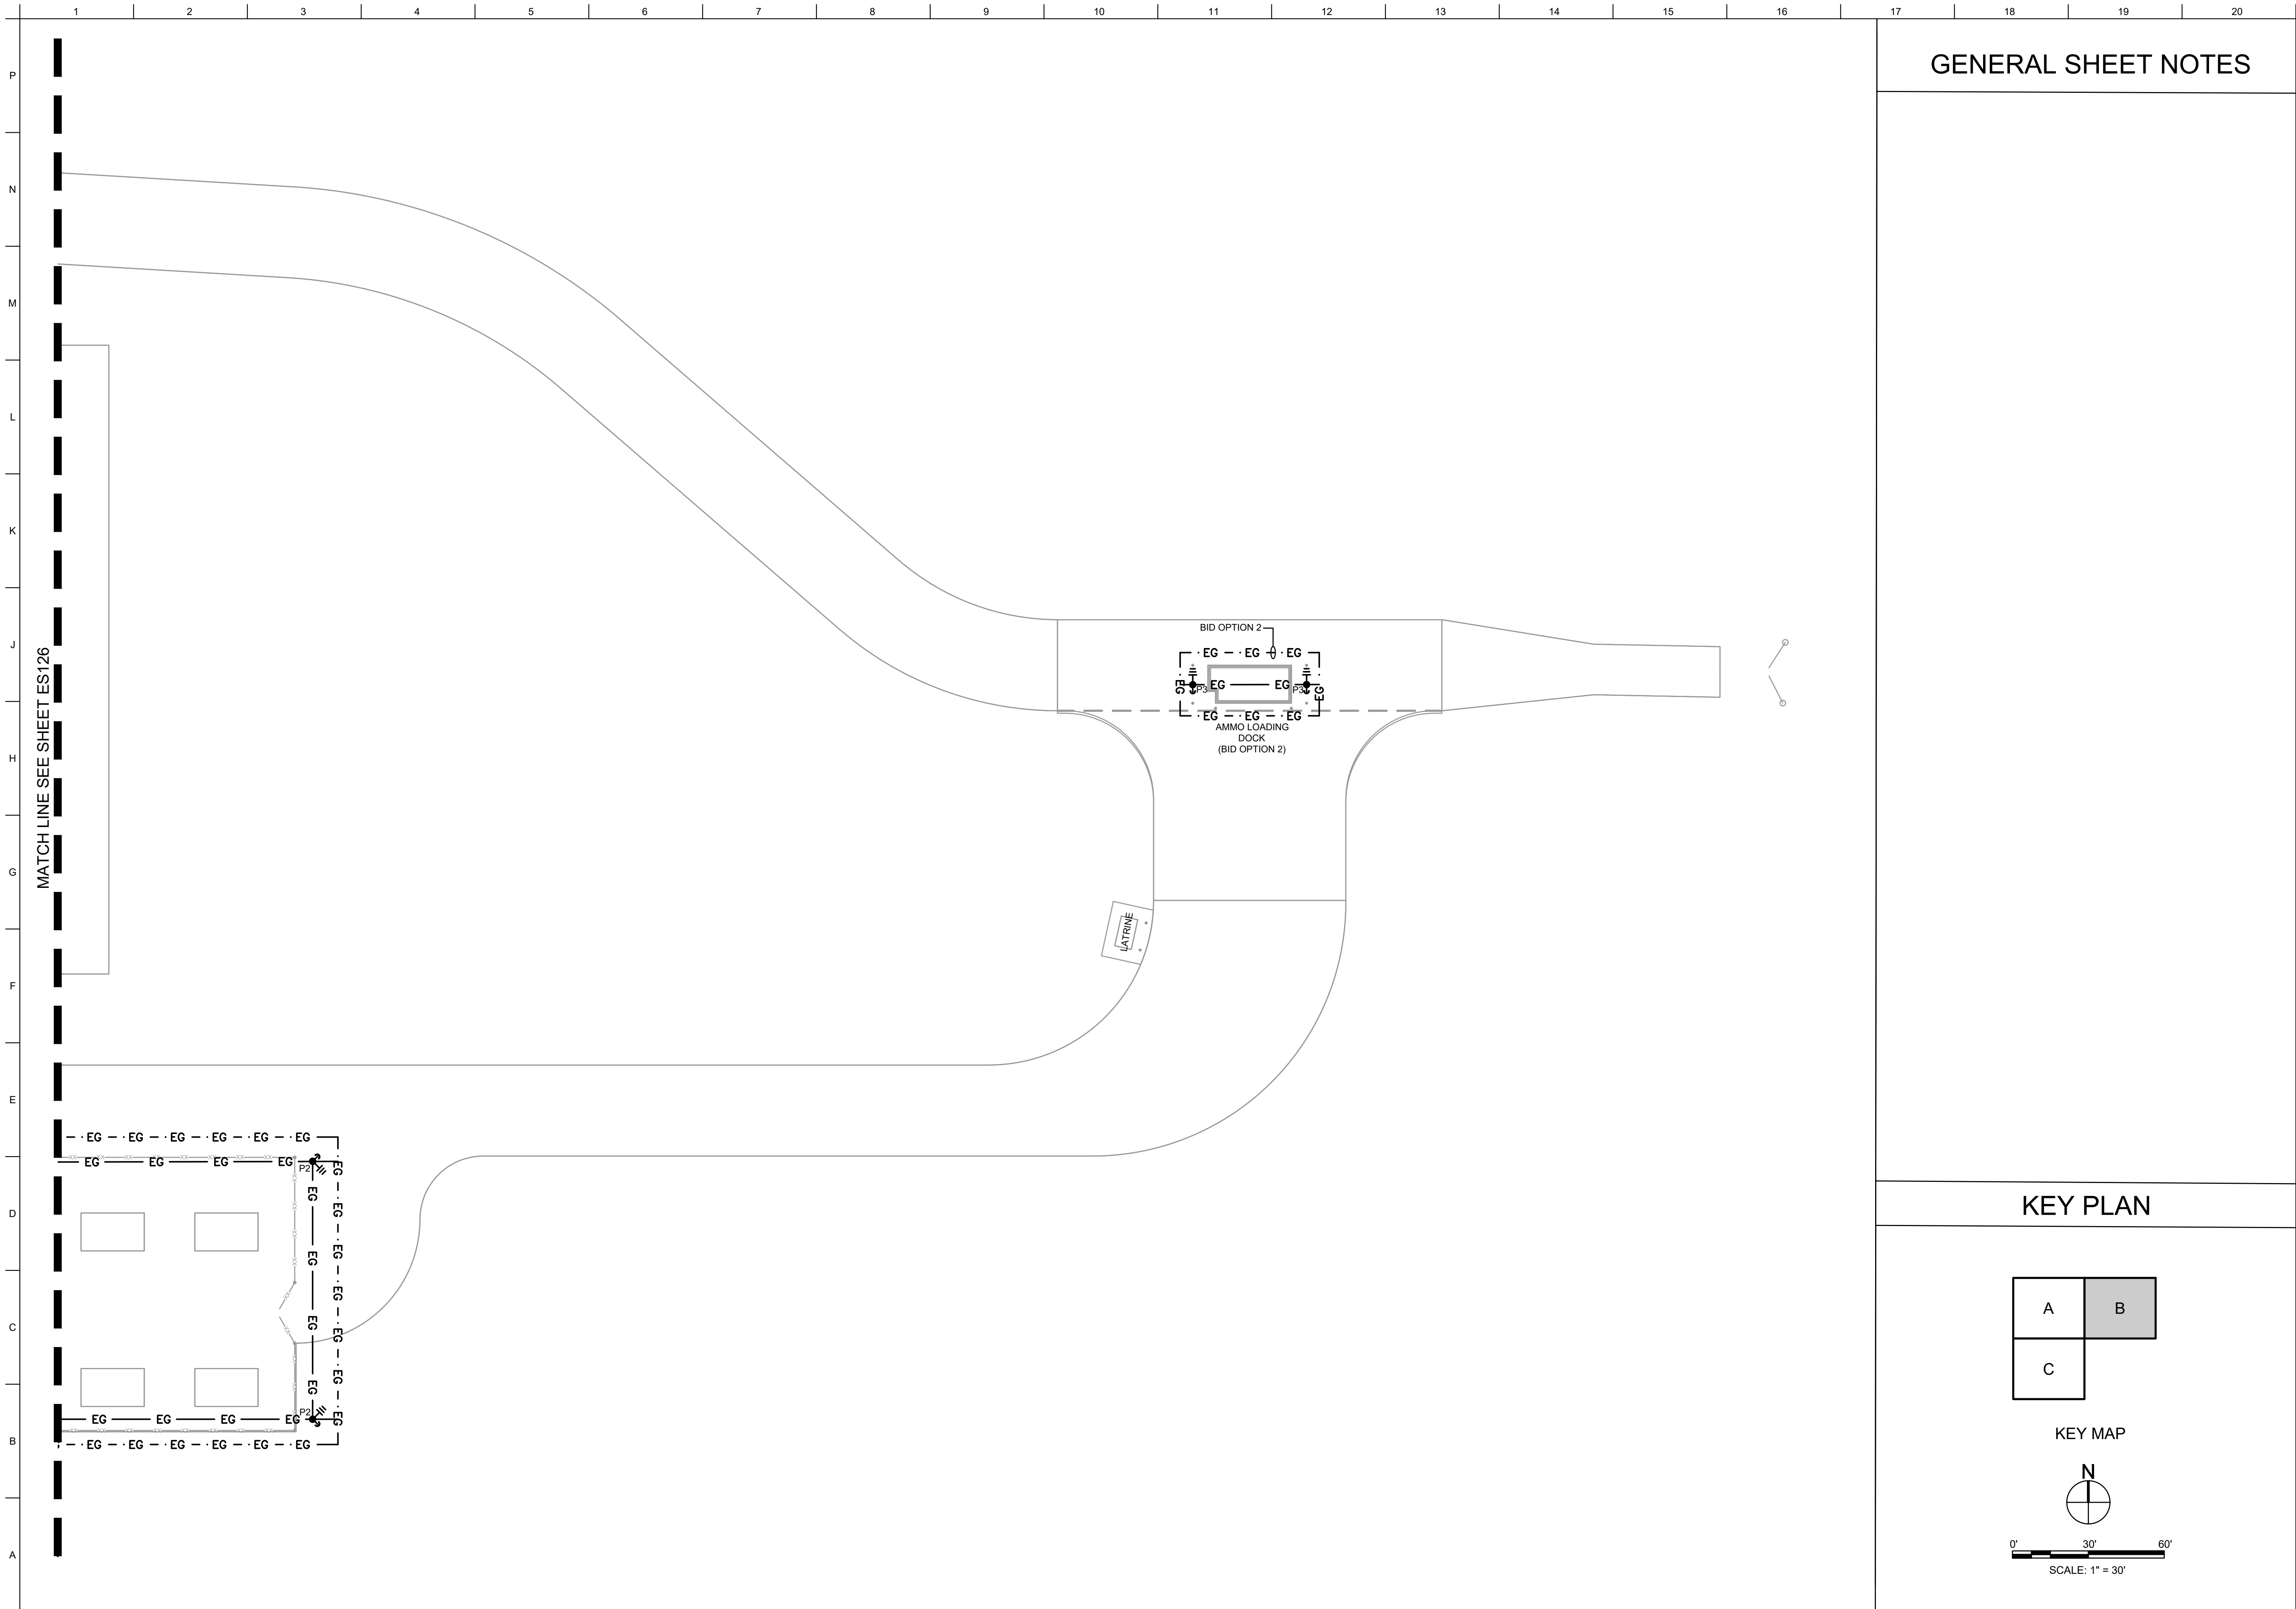 1 2 3 4 5 6 7 8 9 10 11 12 13 14 15 16 17 18 19 20
P
N
M
L
K
J
H
G
F
E
D
C
B
A
GENERAL SHEET NOTES
MATCH LINE SEE SHEET ES126
BID OPTION 2
EG EG EG
EG
P3
EG EG
P3
EG
EG EG EG
AMMO LOADING
DOCK
(BID OPTION 2)
LATRINE
EG EG EG EG EG EG
EG EG EG EG
P2
EG
EG
EG
EG
EG
EG
EG
EG
EG
EG
EG
P2
EG EG EG EG
EG EG EG EG EG EG
KEY PLAN
A B
C
KEY MAP
N
0' 30' 60'
SCALE: 1" = 30'